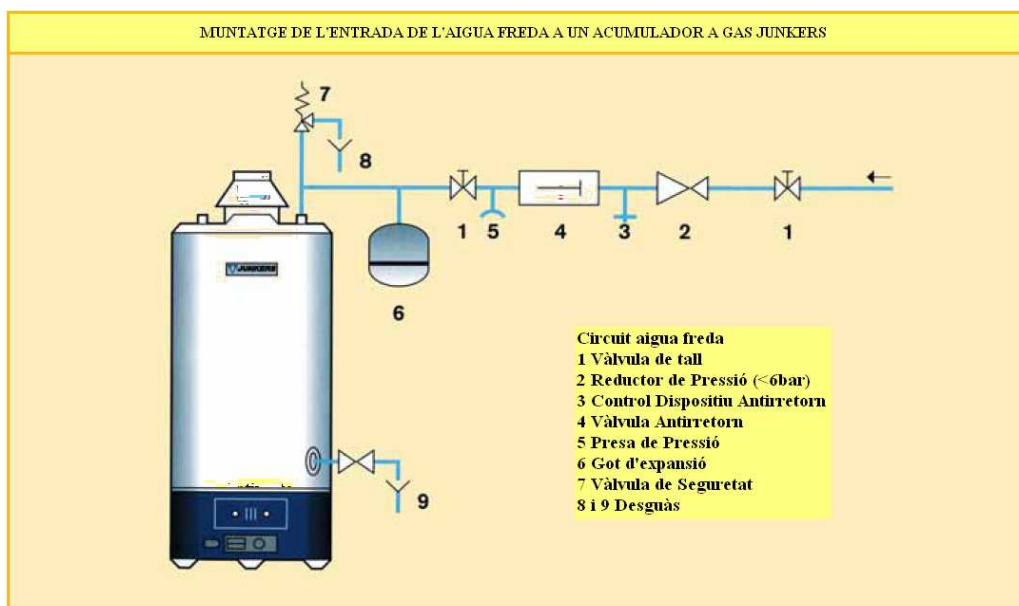 MUNTATGE DE L'ENTRADA DE L'AIGUA FREDA A UN ACUMULADOR A GAS JUNKERS
7
8
1
5
4
3
2
1
6
JUNKERS
9
Circuit aigua freda
1 Vàlvula de tall
2 Reductor de Pressió (<6bar)
3 Control Dispositiu Antirretorn
4 Vàlvula Antirretorn
5 Presa de Pressió
6 Got d'expansió
7 Vàlvula de Seguretat
8 i 9 Desguàs